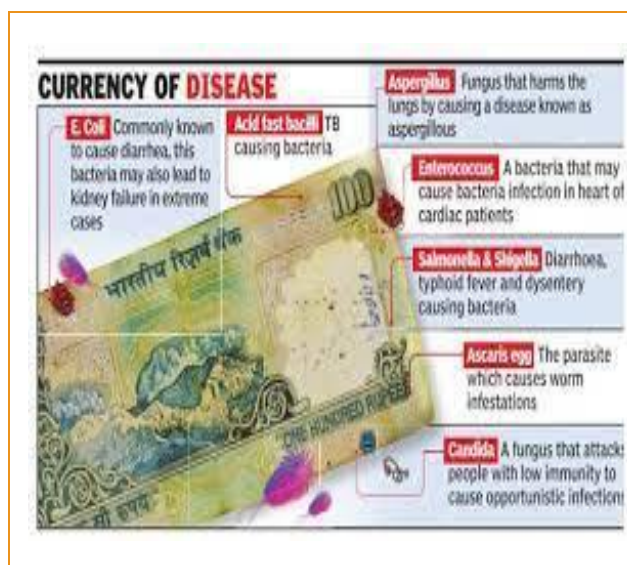 CURRENCY OF DISEASE
E. Coli Commonly known
to cause diarrhea, this
bacteria may also lead to
kidney failure in extreme
cases
Acid fast bacilli TB
causing bacteria
Aspergillus Fungus that harms the
lungs by causing a disease known as
aspergillous
Enterococcus A bacteria that may
cause bacteria infection in heart of
cardiac patients
Salmonella & Shigella Diarrhoea,
typhoid fever and dysentery
causing bacteria
Ascaris egg The parasite
which causes worm
infestations
Candida A fungus that attacks
people with low immunity to
cause opportunistic infections
100
भारतीय रिज़र्व बैंक
ONE HUNDRED RUPEES
सौ रुपये